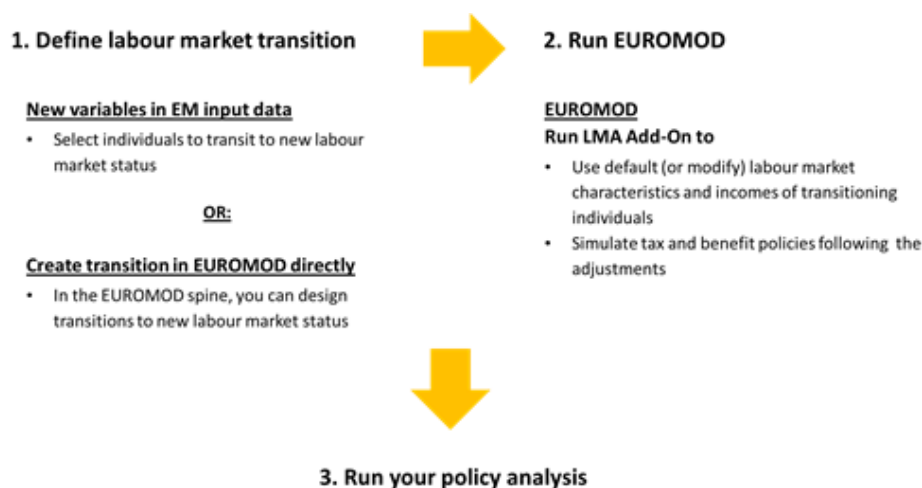 1. Define labour market transition
New variables in EM input data
• Select individuals to transit to new labour
market status
OR:
Create transition in EUROMOD directly
• In the EUROMOD spine, you can design
transitions to new labour market status
2. Run EUROMOD
EUROMOD
Run LMA Add-On to
• Use default (or modify) labour market
characteristics and incomes of transitioning
individuals
• Simulate tax and benefit policies following the
adjustments
3. Run your policy analysis